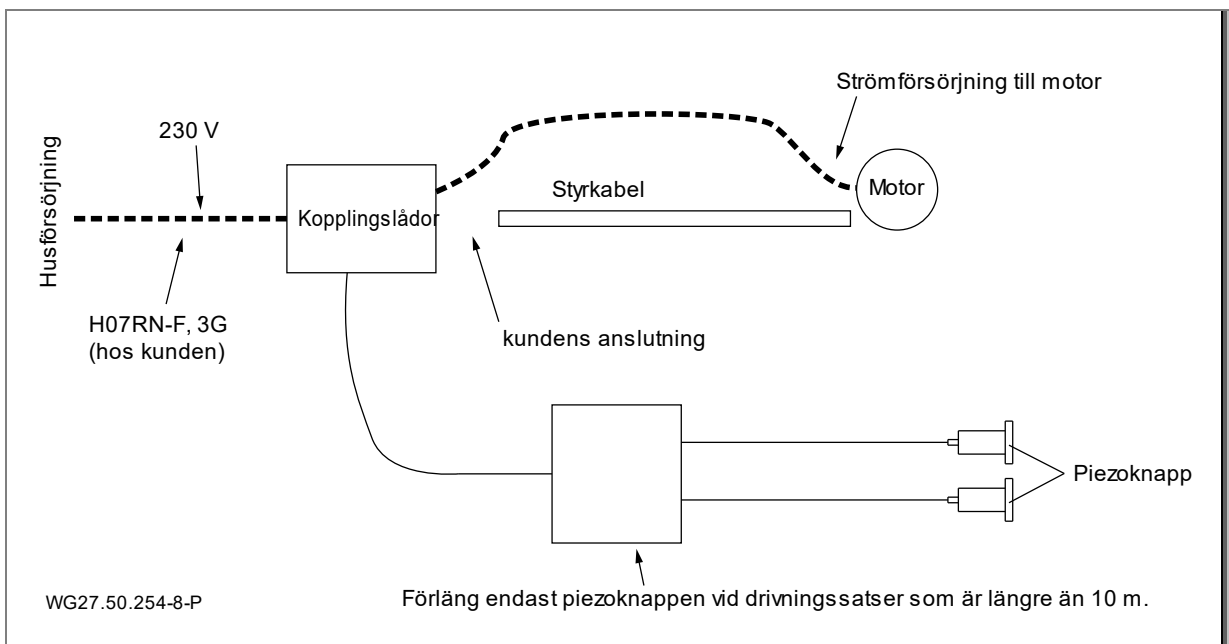 Strömförsörjning till motor
230 V
Husförsörjning
Kopplingslådor
Styrkabel
Motor
H07RN-F, 3G
(hos kunden)
kundens anslutning
Piezoknapp
WG27.50.254-8-P
Förläng endast piezoknappen vid drivningssatser som är längre än 10 m.